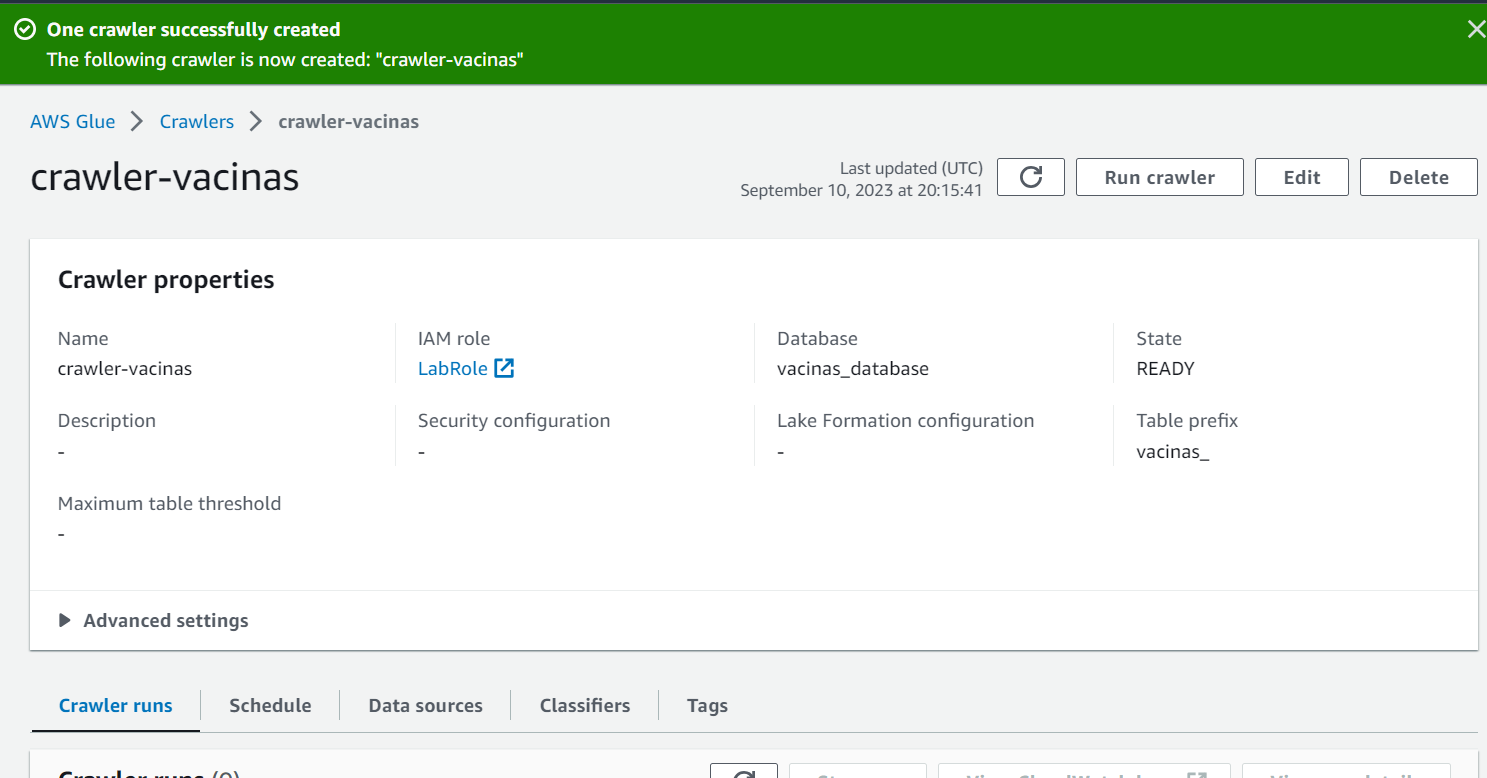 One crawler successfully created
The following crawler is now created: "crawler-vacinas"
AWS Glue Crawlers crawler-vacinas
crawler-vacinas
Last updated (UTC)
September 10, 2023 at 20:15:41
Run crawler Edit Delete
Crawler properties
Name IAM role Database State
crawler-vacinas LabRole vacinas_database READY
Description Security configuration Lake Formation configuration Table prefix
- - - vacinas_
Maximum table threshold
-
Advanced settings
Crawler runs Schedule Data sources Classifiers Tags
Crawler runs (0)